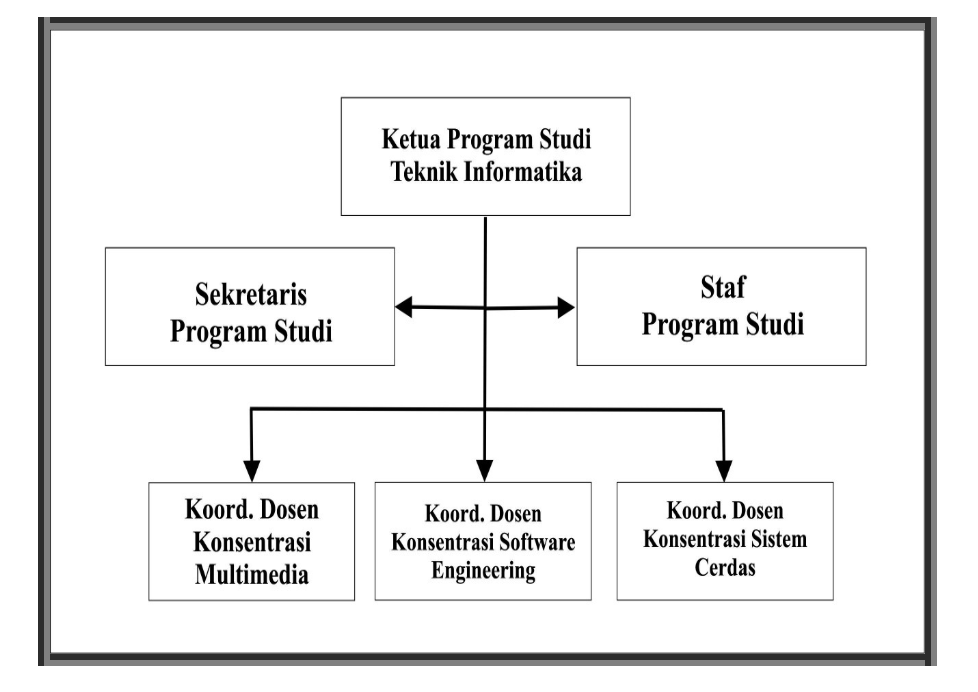 Ketua Program Studi
Teknik Informatika
Sekretaris
Program Studi
Staf
Program Studi
Koord. Dosen
Konsentrasi
Multimedia
Koord. Dosen
Konsentrasi Software
Engineering
Koord. Dosen
Konsentrasi Sistem
Cerdas